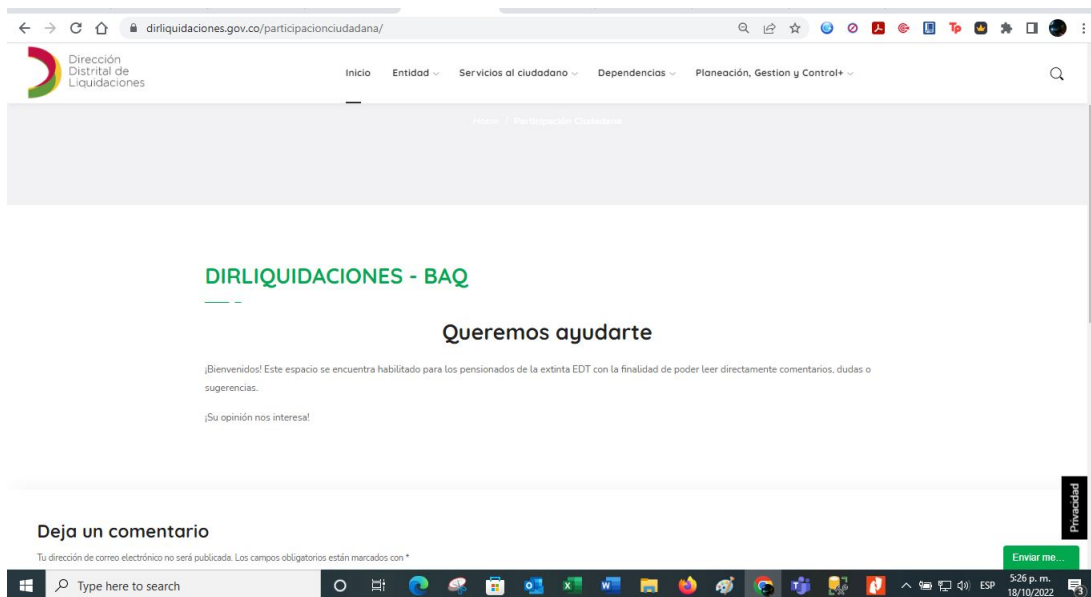 dirliquidaciones.gov.co/participacionciudadana/
Dirección
Distrital de
Liquidaciones
Inicio Entidad Servicios al ciudadano Dependencias Planeación, Gestion y Control+
Home / Participación Ciudadana
DIRLIQUIDACIONES - BAQ
Queremos ayudarte
¡Bienvenidos! Este espacio se encuentra habilitado para los pensionados de la extinta EDT con la finalidad de poder leer directamente comentarios, dudas o
sugerencias.
¡Su opinión nos interesa!
Privacidad
Deja un comentario
Tu dirección de correo electrónico no será publicada. Los campos obligatorios están marcados con *
Enviar me...
Type here to search
ESP
5:26 p. m.
18/10/2022